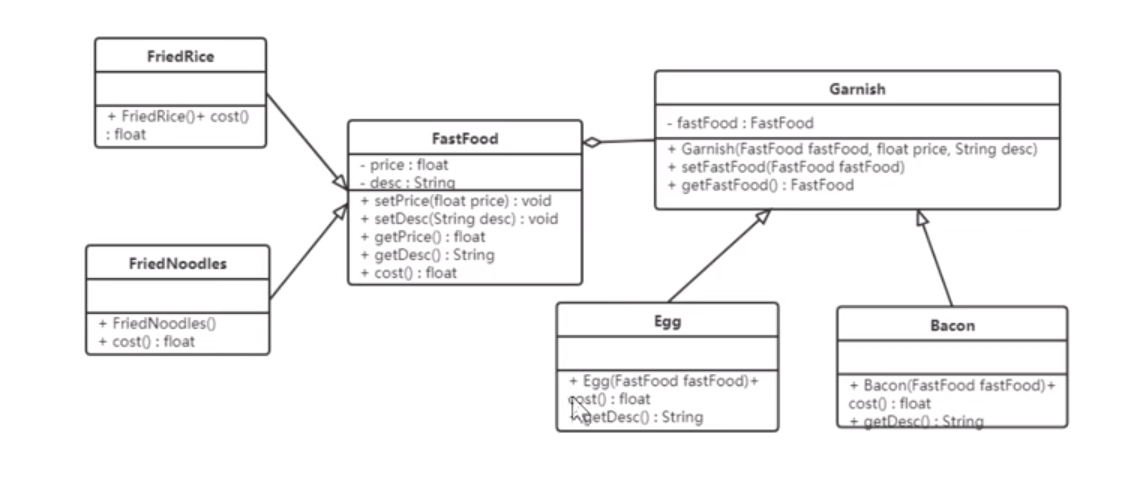 FriedRice
+ FriedRice()+ cost()
: float
FriedNoodles
+ FriedNoodles()
+ cost() : float
FastFood
- price : float
- desc : String
+ setPrice(float price) : void
+ setDesc(String desc) : void
+ getPrice() : float
+ getDesc() : String
+ cost() : float
Garnish
- fastFood : FastFood
+ Garnish(FastFood fastFood, float price, String desc)
+ setFastFood(FastFood fastFood)
+ getFastFood() : FastFood
Egg
+ Egg(FastFood fastFood)+
cost() : float
getDesc() : String
Bacon
+ Bacon(FastFood fastFood)+
cost() : float
+ getDesc() : String